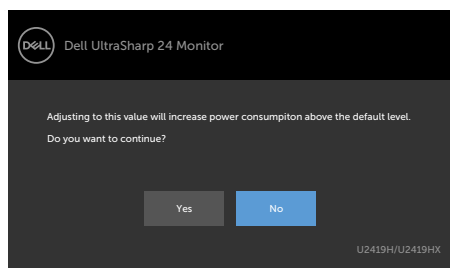 DELL
Dell UltraSharp 24 Monitor
Adjusting to this value will increase power consumpiton above the default level.
Do you want to continue?
Yes
No
U2419H/U2419HX